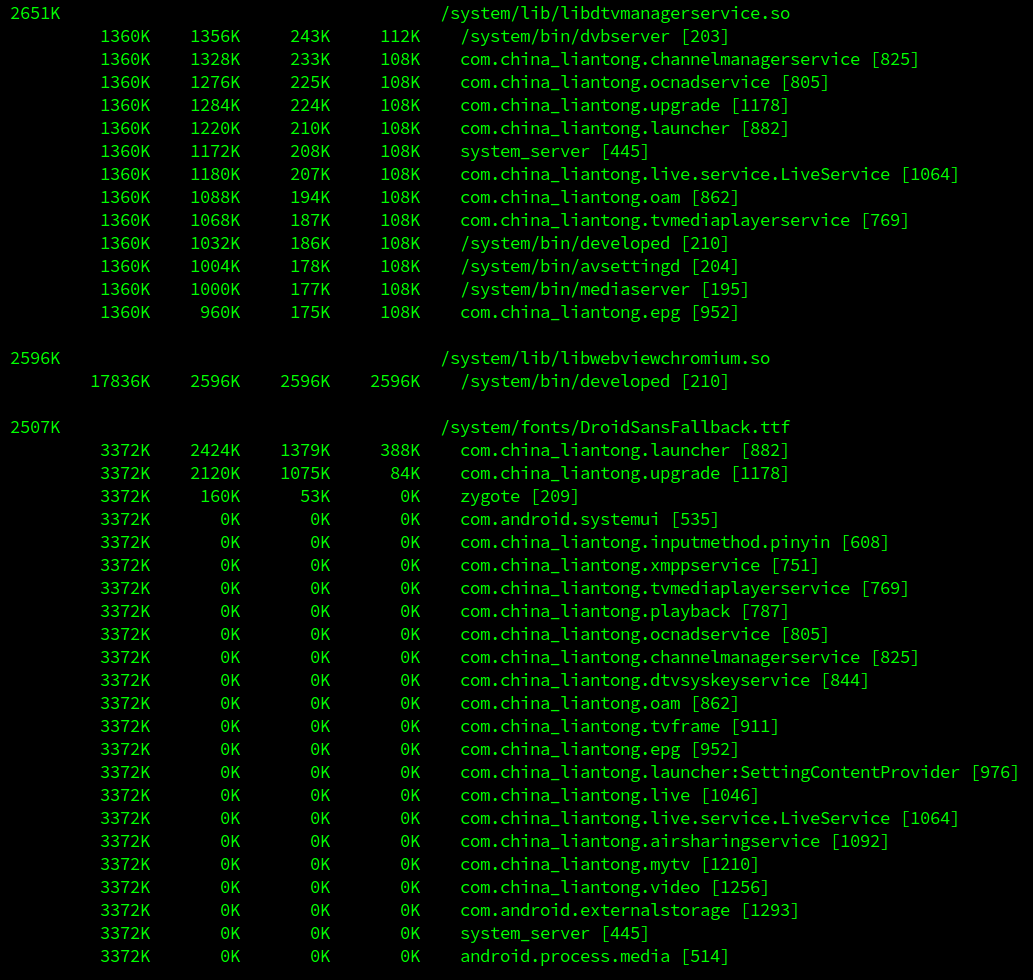 2651K /system/lib/libdtvmanagerservice.so
1360K 1356K 243K 112K /system/bin/dvbserver [203]
1360K 1328K 233K 108K com.china_liantong.channelmanagerservice [825]
1360K 1276K 225K 108K com.china_liantong.ocnadservice [805]
1360K 1284K 224K 108K com.china_liantong.upgrade [1178]
1360K 1220K 210K 108K com.china_liantong.launcher [882]
1360K 1172K 208K 108K system_server [445]
1360K 1180K 207K 108K com.china_liantong.live.service.LiveService [1064]
1360K 1088K 194K 108K com.china_liantong.oam [862]
1360K 1068K 187K 108K com.china_liantong.tvmediaplayerservice [769]
1360K 1032K 186K 108K /system/bin/developed [210]
1360K 1004K 178K 108K /system/bin/avsettingd [204]
1360K 1000K 177K 108K /system/bin/mediaserver [195]
1360K 960K 175K 108K com.china_liantong.epg [952]
2596K /system/lib/libwebviewchromium.so
17836K 2596K 2596K 2596K /system/bin/developed [210]
2507K /system/fonts/DroidSansFallback.ttf
3372K 2424K 1379K 388K com.china_liantong.launcher [882]
3372K 2120K 1075K 84K com.china_liantong.upgrade [1178]
3372K 160K 53K 0K zygote [209]
3372K 0K 0K 0K com.android.systemui [535]
3372K 0K 0K 0K com.china_liantong.inputmethod.pinyin [608]
3372K 0K 0K 0K com.china_liantong.xmppservice [751]
3372K 0K 0K 0K com.china_liantong.tvmediaplayerservice [769]
3372K 0K 0K 0K com.china_liantong.playback [787]
3372K 0K 0K 0K com.china_liantong.ocnadservice [805]
3372K 0K 0K 0K com.china_liantong.channelmanagerservice [825]
3372K 0K 0K 0K com.china_liantong.dtvsyskeyservice [844]
3372K 0K 0K 0K com.china_liantong.oam [862]
3372K 0K 0K 0K com.china_liantong.tvframe [911]
3372K 0K 0K 0K com.china_liantong.epg [952]
3372K 0K 0K 0K com.china_liantong.launcher:SettingContentProvider [976]
3372K 0K 0K 0K com.china_liantong.live [1046]
3372K 0K 0K 0K com.china_liantong.live.service.LiveService [1064]
3372K 0K 0K 0K com.china_liantong.airsharingservice [1092]
3372K 0K 0K 0K com.china_liantong.mytv [1210]
3372K 0K 0K 0K com.china_liantong.video [1256]
3372K 0K 0K 0K com.android.externalstorage [1293]
3372K 0K 0K 0K system_server [445]
3372K 0K 0K 0K android.process.media [514]